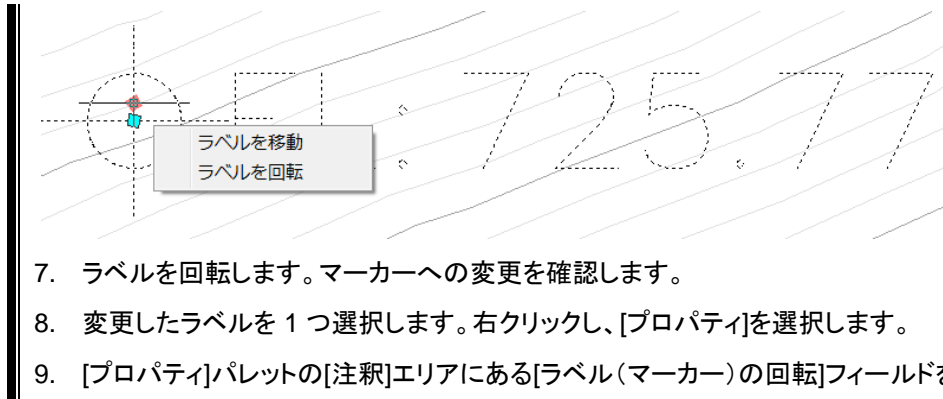 EL: 725.77
ラベルを移動
ラベルを回転
7. ラベルを回転します。マーカーへの変更を確認します。
8. 変更したラベルを 1 つ選択します。右クリックし、[プロパティ]を選択します。
9. [プロパティ]パレットの[注釈]エリアにある[ラベル（マーカー）の回転]フィールドを